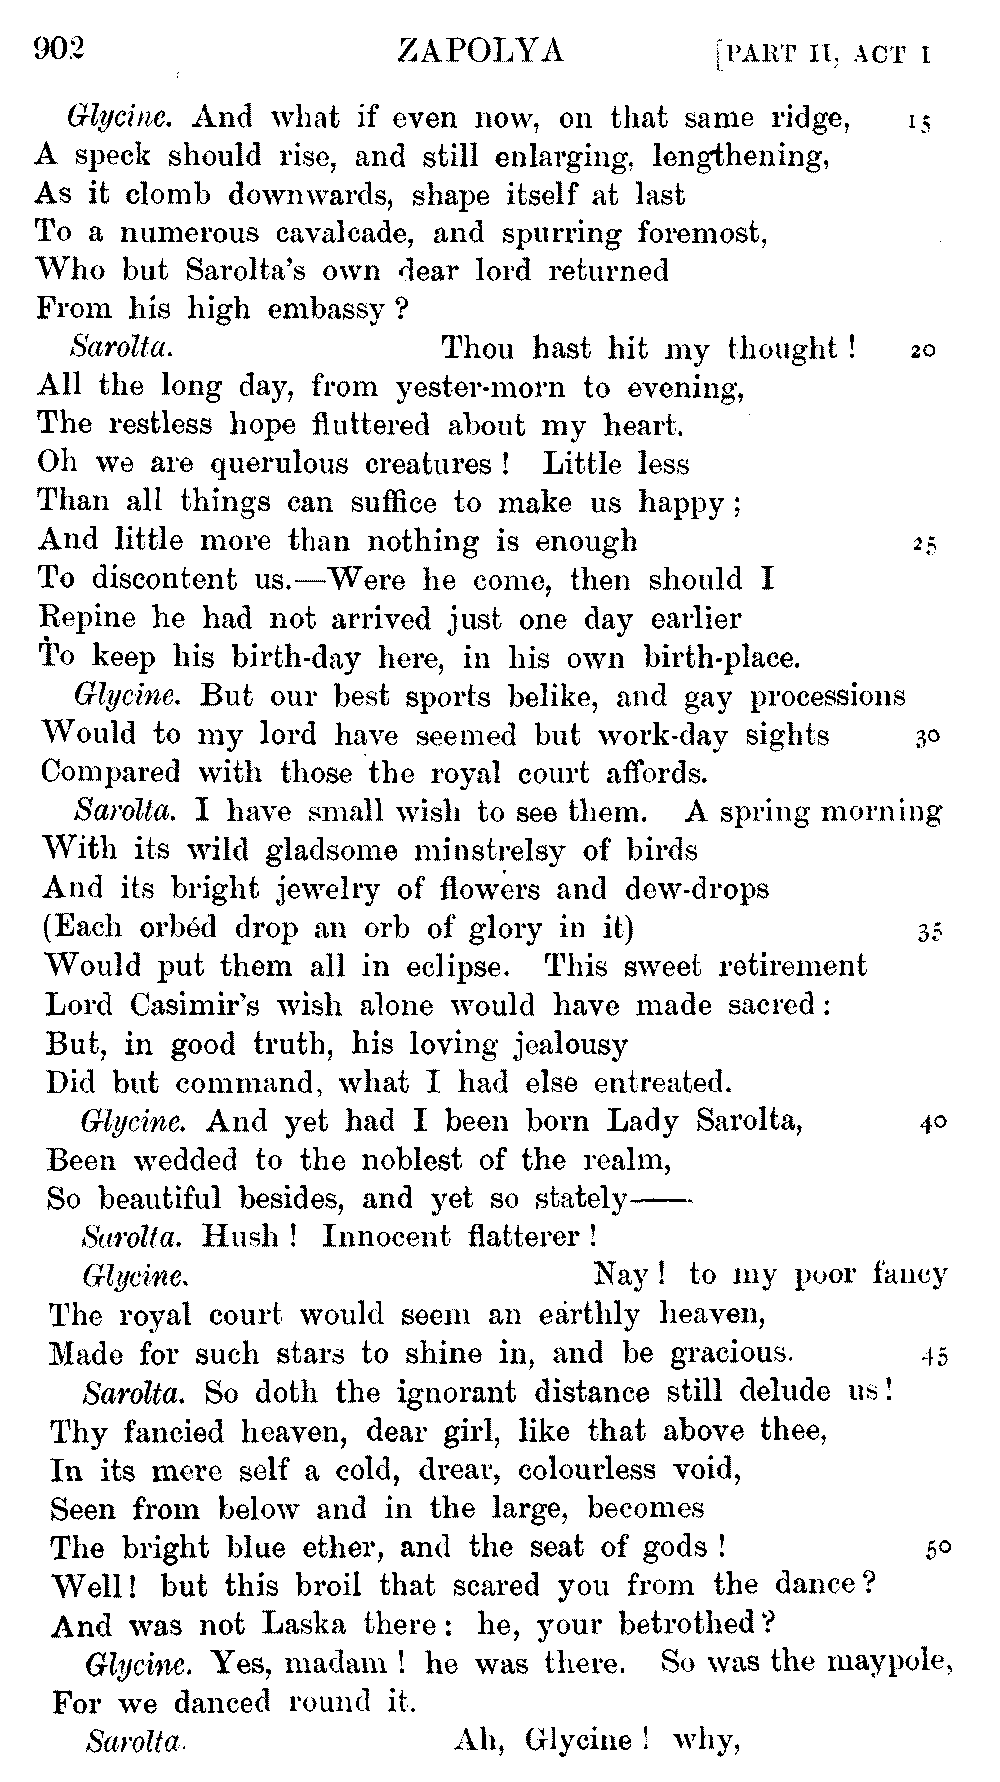 902 ZAPOLYA [PART II, ACT I
Glycine. And what if even now, on that same ridge, 15
A speck should rise, and still enlarging, lengthening,
As it clomb downwards, shape itself at last
To a numerous cavalcade, and spurring foremost,
Who but Sarolta's own dear lord returned
From his high embassy?
Sarolta. Thou hast hit my thought! 20
All the long day, from yester-morn to evening,
The restless hope fluttered about my heart.
Oh we are querulous creatures! Little less
Than all things can suffice to make us happy;
And little more than nothing is enough 25
To discontent us.—Were he come, then should I
Repine he had not arrived just one day earlier
To keep his birth-day here, in his own birth-place.
Glycine. But our best sports belike, and gay processions
Would to my lord have seemed but work-day sights 30
Compared with those the royal court affords.
Sarolta. I have small wish to see them. A spring morning
With its wild gladsome minstrelsy of birds
And its bright jewelry of flowers and dew-drops
(Each orbéd drop an orb of glory in it) 35
Would put them all in eclipse. This sweet retirement
Lord Casimir's wish alone would have made sacred:
But, in good truth, his loving jealousy
Did but command, what I had else entreated.
Glycine. And yet had I been born Lady Sarolta, 40
Been wedded to the noblest of the realm,
So beautiful besides, and yet so stately——
Sarolta. Hush! Innocent flatterer!
Glycine. Nay! to my poor fancy
The royal court would seem an earthly heaven,
Made for such stars to shine in, and be gracious. 45
Sarolta. So doth the ignorant distance still delude us!
Thy fancied heaven, dear girl, like that above thee,
In its mere self a cold, drear, colourless void,
Seen from below and in the large, becomes
The bright blue ether, and the seat of gods! 50
Well! but this broil that scared you from the dance?
And was not Laska there: he, your betrothed?
Glycine. Yes, madam! he was there. So was the maypole,
For we danced round it.
Sarolta. Ah, Glycine! why,